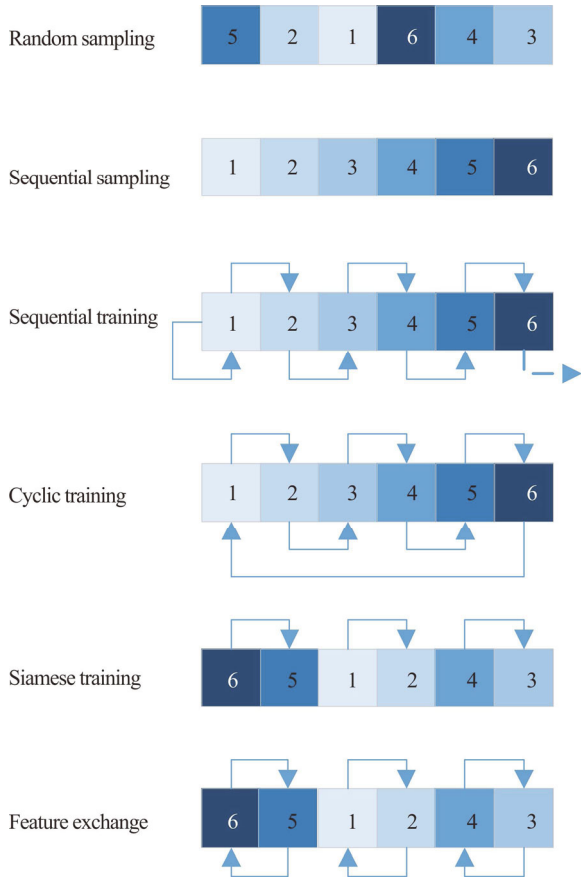 Random sampling 5 2 1 6 4 3
Sequential sampling 1 2 3 4 5 6
Sequential training 1 2 3 4 5 6
Cyclic training 1 2 3 4 5 6
Siamese training 6 5 1 2 4 3
Feature exchange 6 5 1 2 4 3